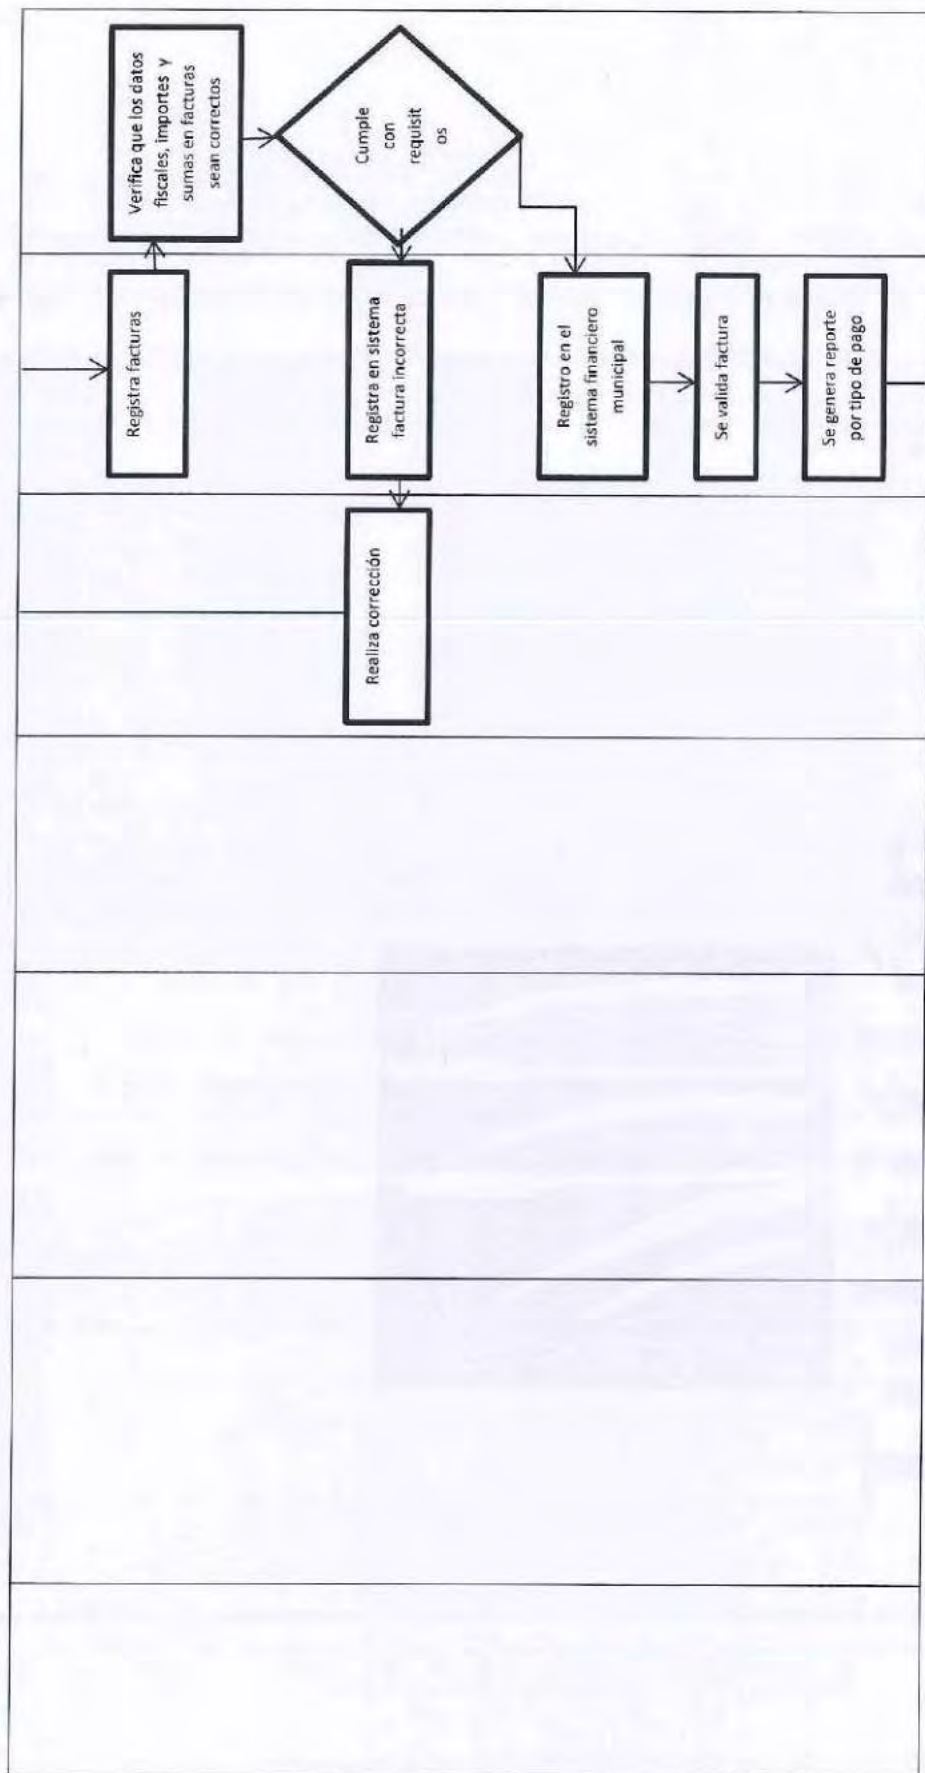 Registra facturas
Verifica que los datos
fiscales, importes y
sumas en facturas
sean correctos
Cumple
con
requisit
os
Registra en sistema
factura incorrecta
Realiza corrección
Registro en el
sistema financiero
municipal
Se valida factura
Se genera reporte
por tipo de pago